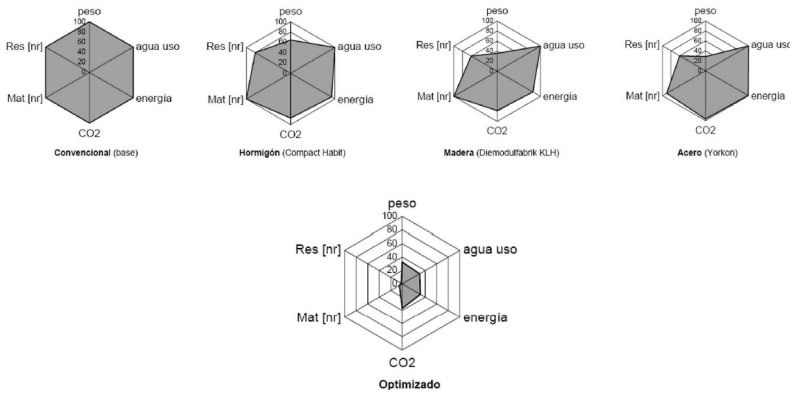 peso
100
80
60
40
20
0
Res [nr]
agua uso
Mat [nr]
energía
CO2
Convencional (base)
peso
100
80
60
40
20
0
Res [nr]
agua uso
Mat [nr]
energía
CO2
Hormigón (Compact Habit)
peso
100
80
60
40
20
0
Res [nr]
agua uso
Mat [nr]
energía
CO2
Madera (Diemodulfabrik KLH)
peso
100
80
60
40
20
0
Res [nr]
agua uso
Mat [nr]
energía
CO2
Acero (Yorkon)
peso
100
80
60
40
20
0
Res [nr]
agua uso
Mat [nr]
energía
CO2
Optimizado